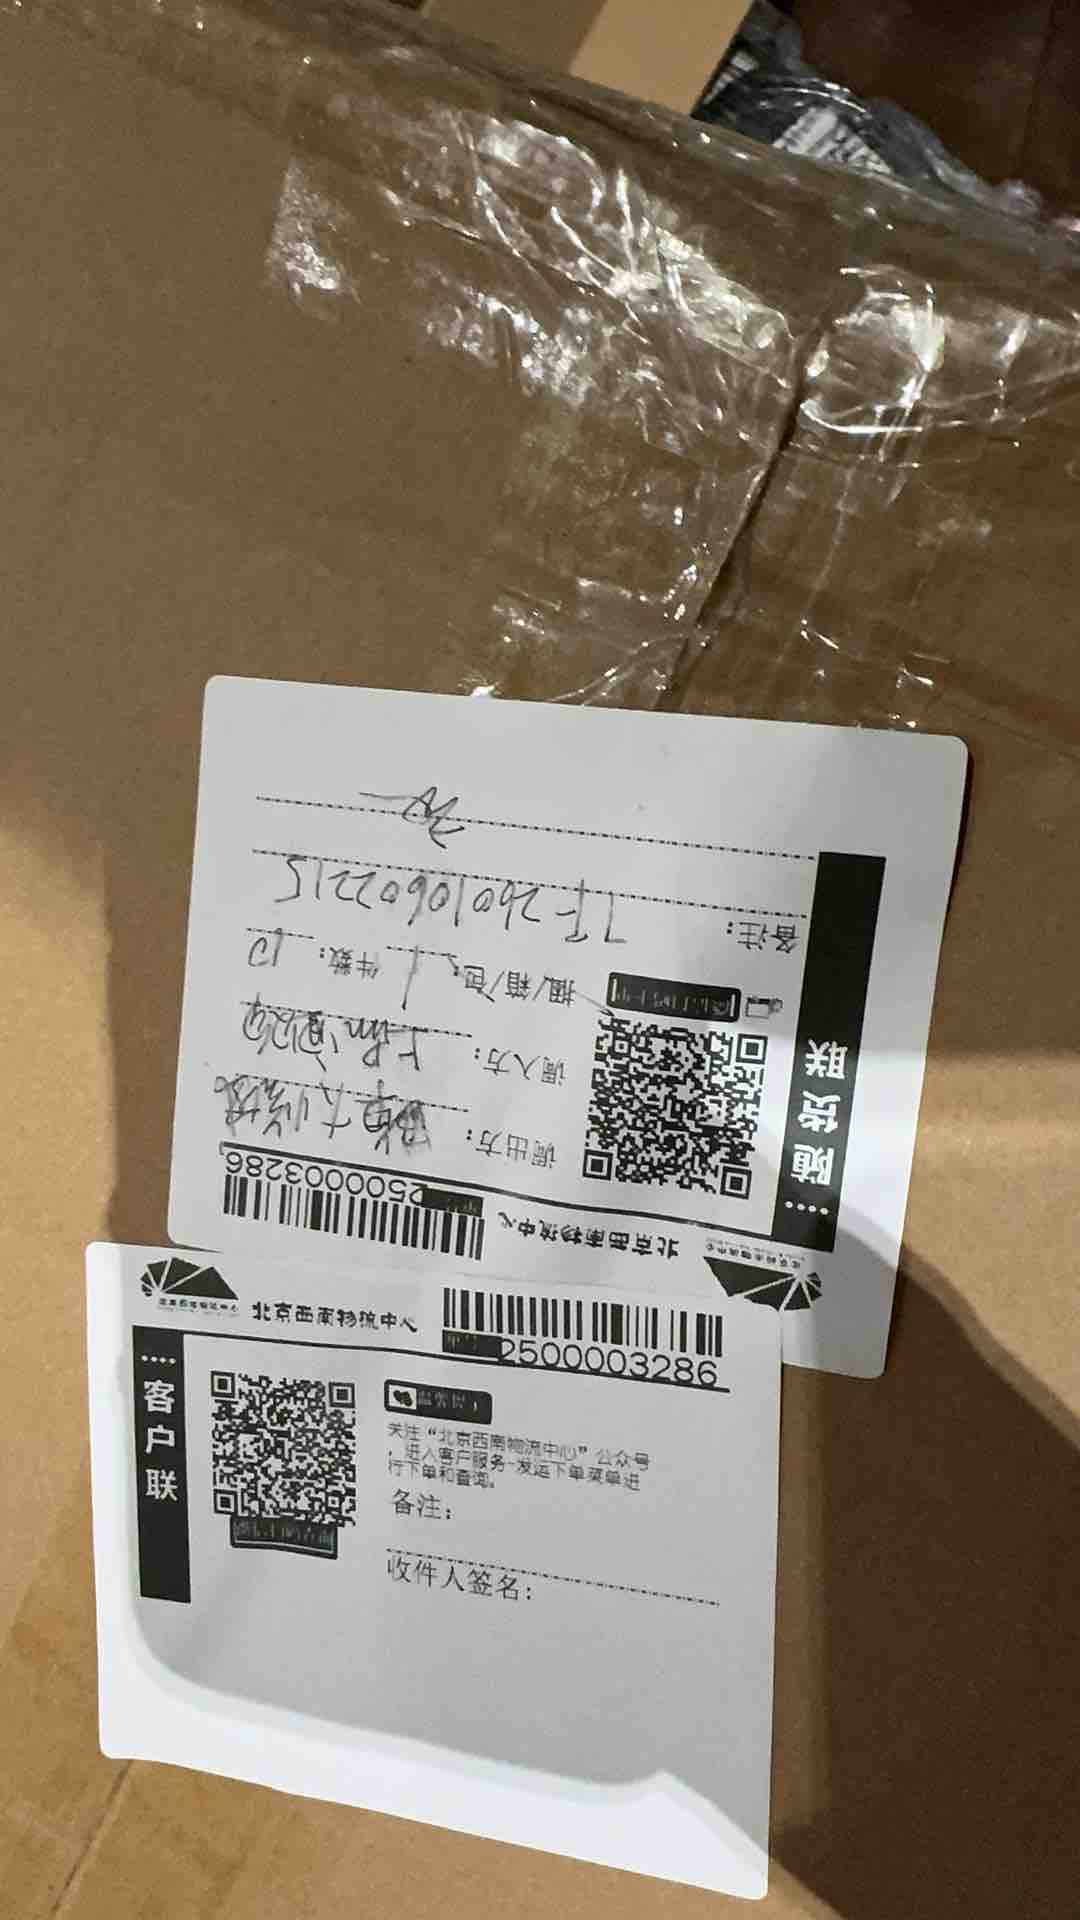 随货联
北京西南物流中心
2500003286
调出方：
调入方：
捆/箱/包： 1 件数：
备注： TF26010602215
北京西南物流中心
2500003286
客户联
关注“北京西南物流中心”公众号
，进入客户服务-发运下单菜单进
行下单和查询。
备注：
收件人签名：